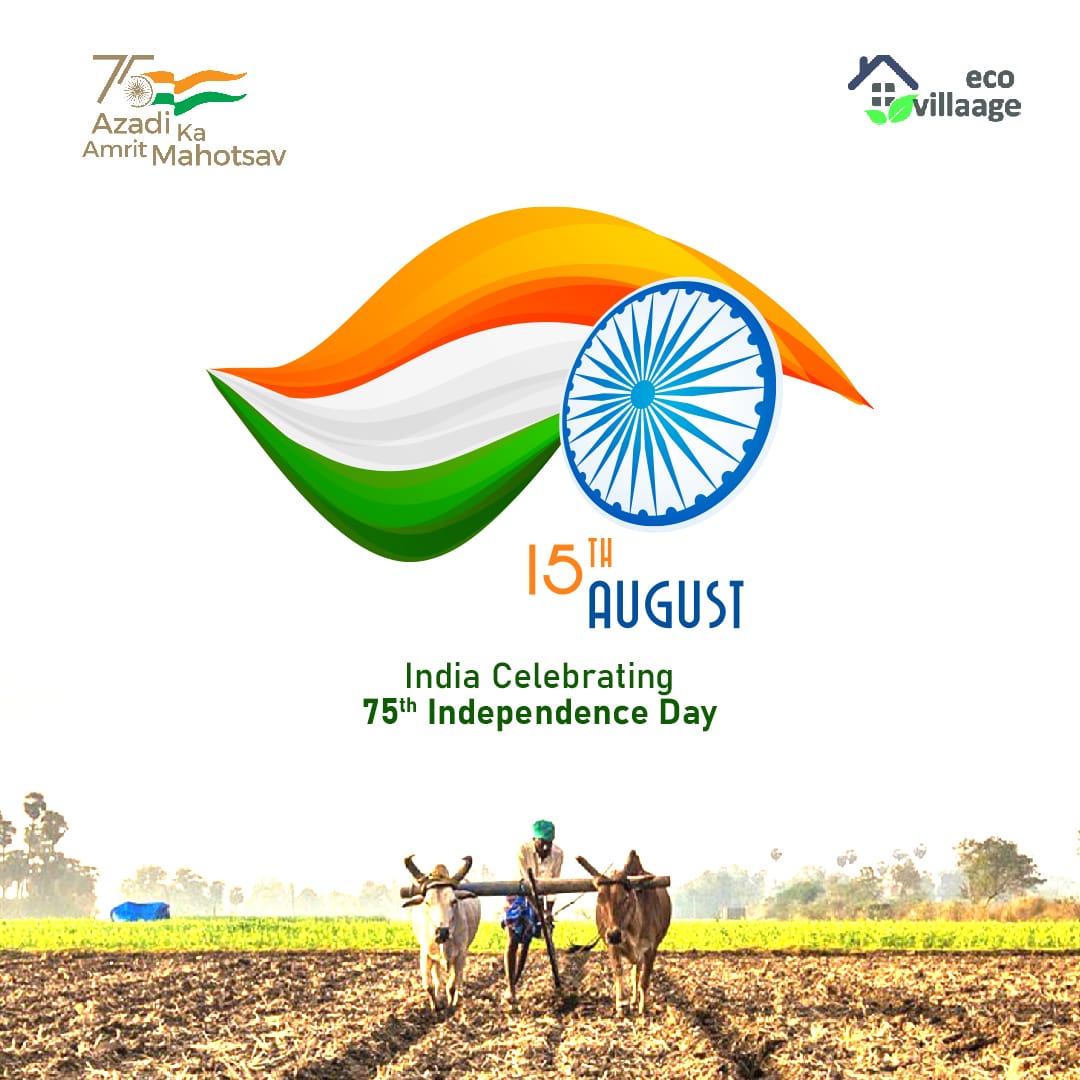 75
Azadi Ka
Amrit Mahotsav
eco
villaage
15TH
AUGUST
India Celebrating
75th Independence Day